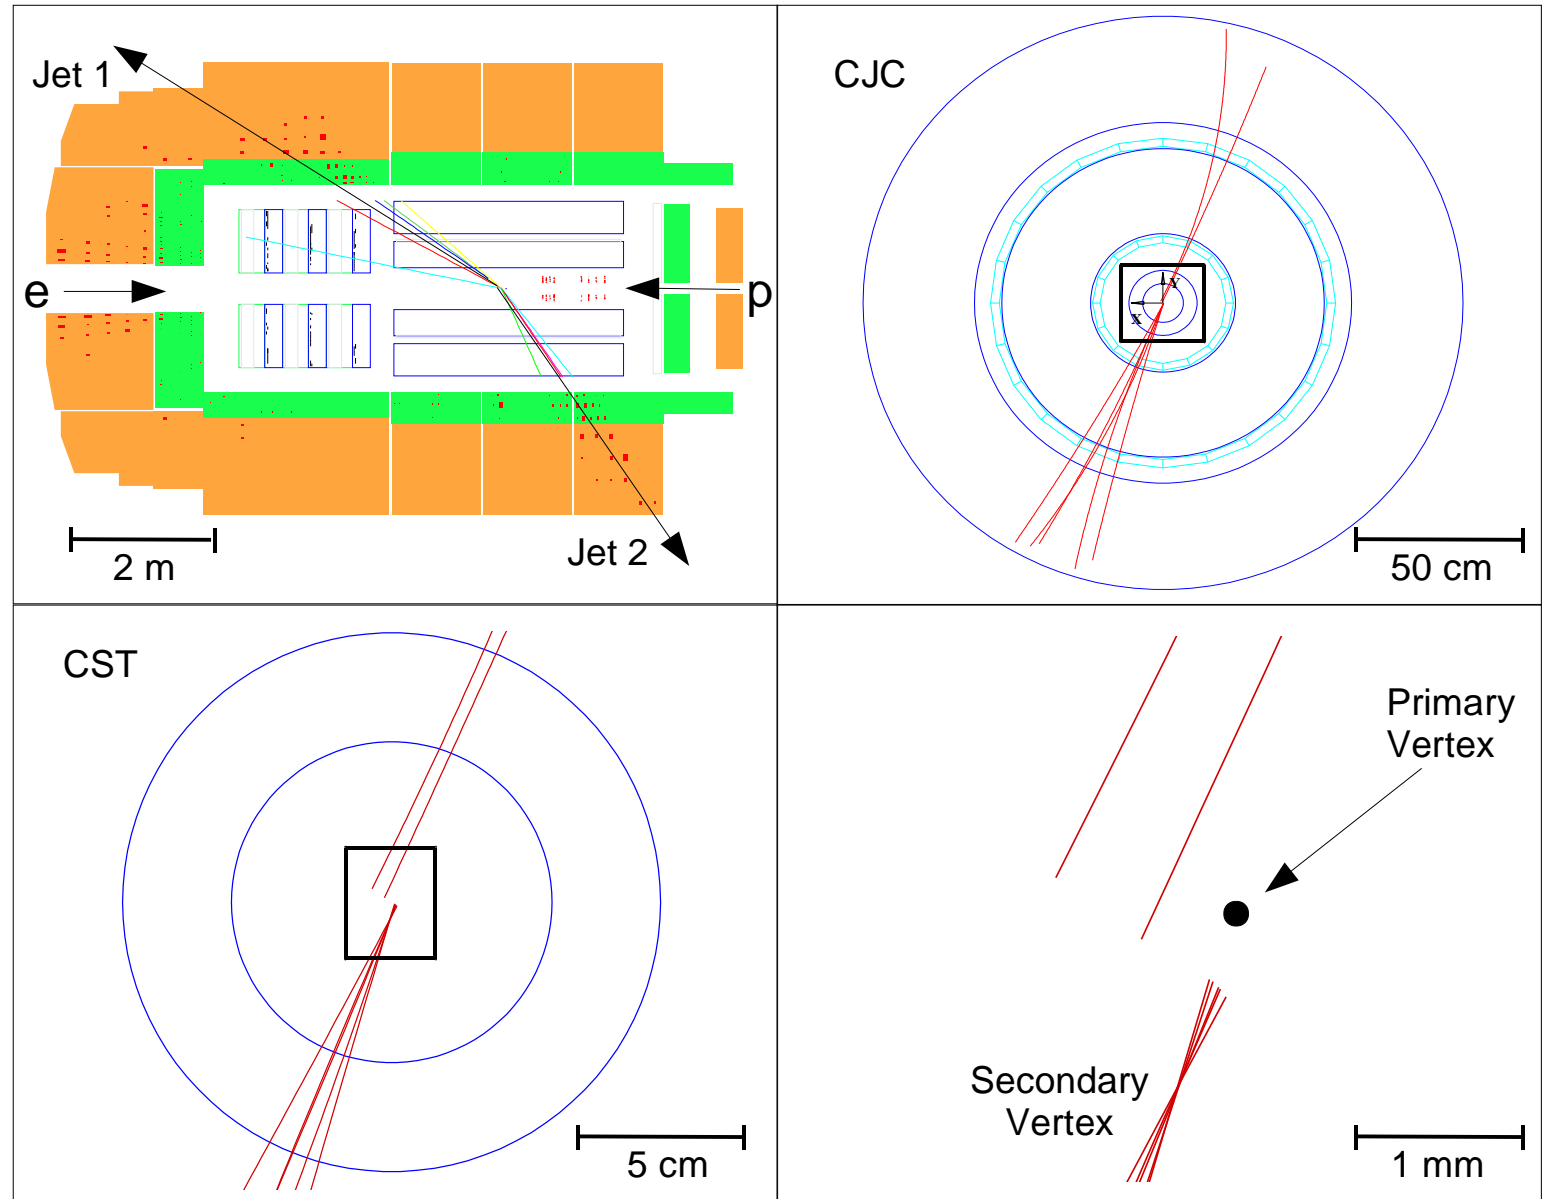 Jet 1
e
p
Jet 2
2 m
CJC
Y
X
50 cm
CST
5 cm
Primary
Vertex
Secondary
Vertex
1 mm